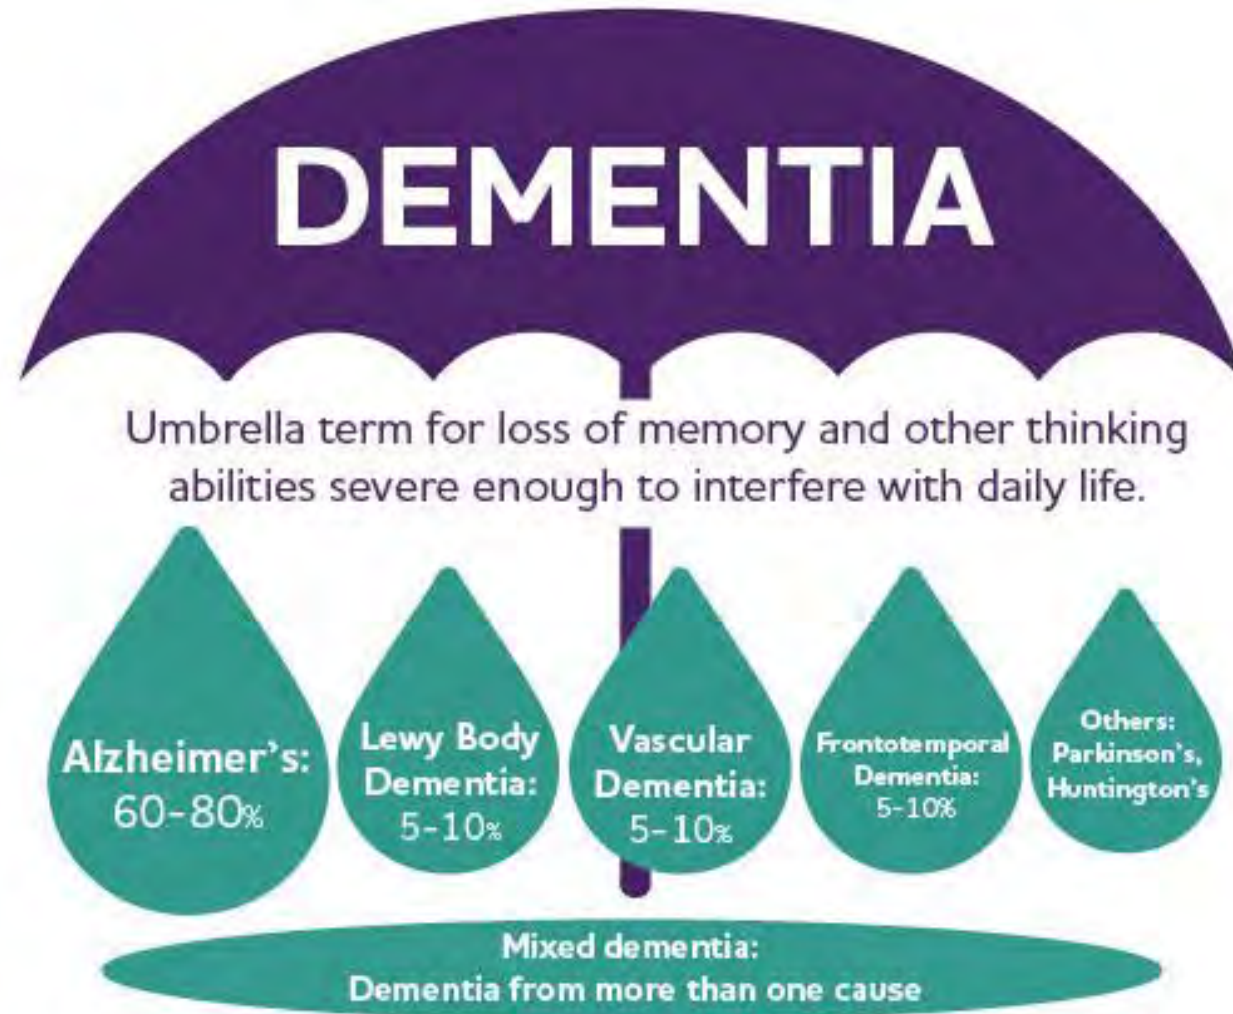 DEMENTIA
Umbrella term for loss of memory and other thinking
abilities severe enough to interfere with daily life.
Alzheimer's:
60-80%
Lewy Body
Dementia:
5-10%
Vascular
Dementia:
5-10%
Frontotemporal
Dementia:
5-10%
Others:
Parkinson's,
Huntington's
Mixed dementia:
Dementia from more than one cause